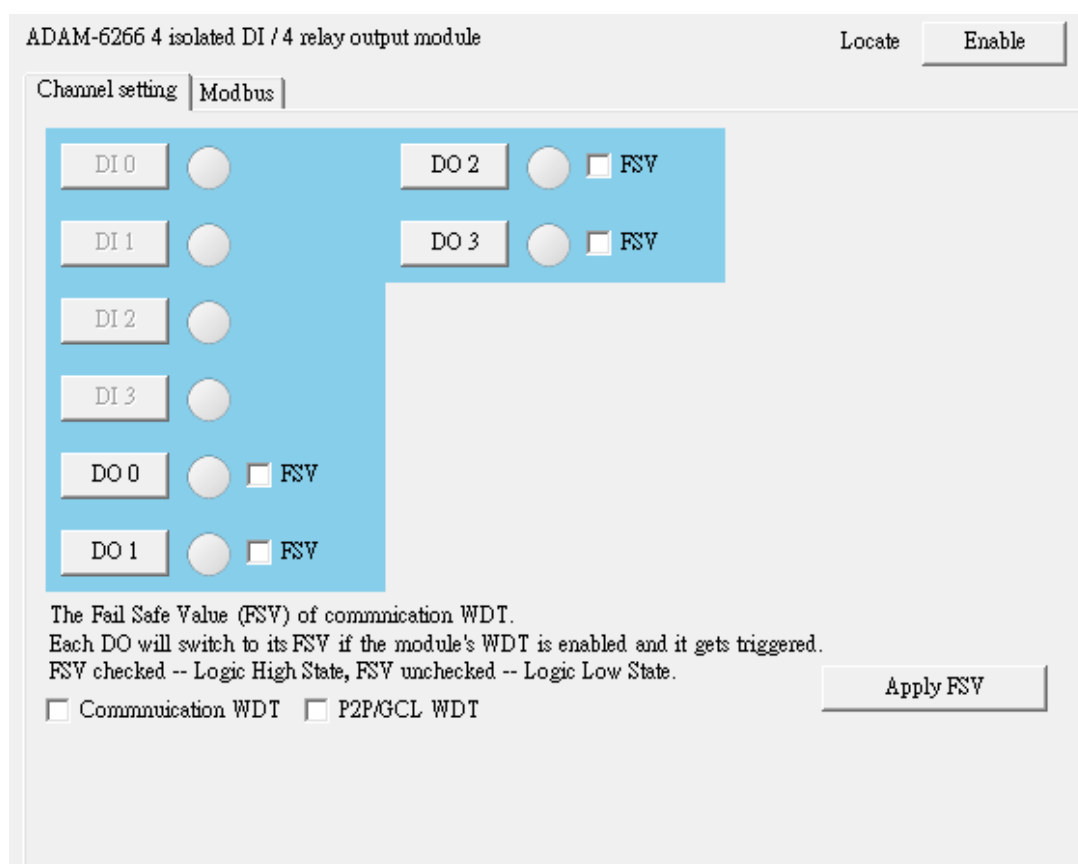 ADAM-6266 4 isolated DI / 4 relay output module
Locate Enable
Channel setting Modbus
DI 0 DO 2 FSV
DI 1 DO 3 FSV
DI 2
DI 3
DO 0 FSV
DO 1 FSV
The Fail Safe Value (FSV) of commnication WDT.
Each DO will switch to its FSV if the module's WDT is enabled and it gets triggered.
FSV checked -- Logic High State, FSV unchecked -- Logic Low State.
Apply FSV
Commnuication WDT P2P/GCL WDT